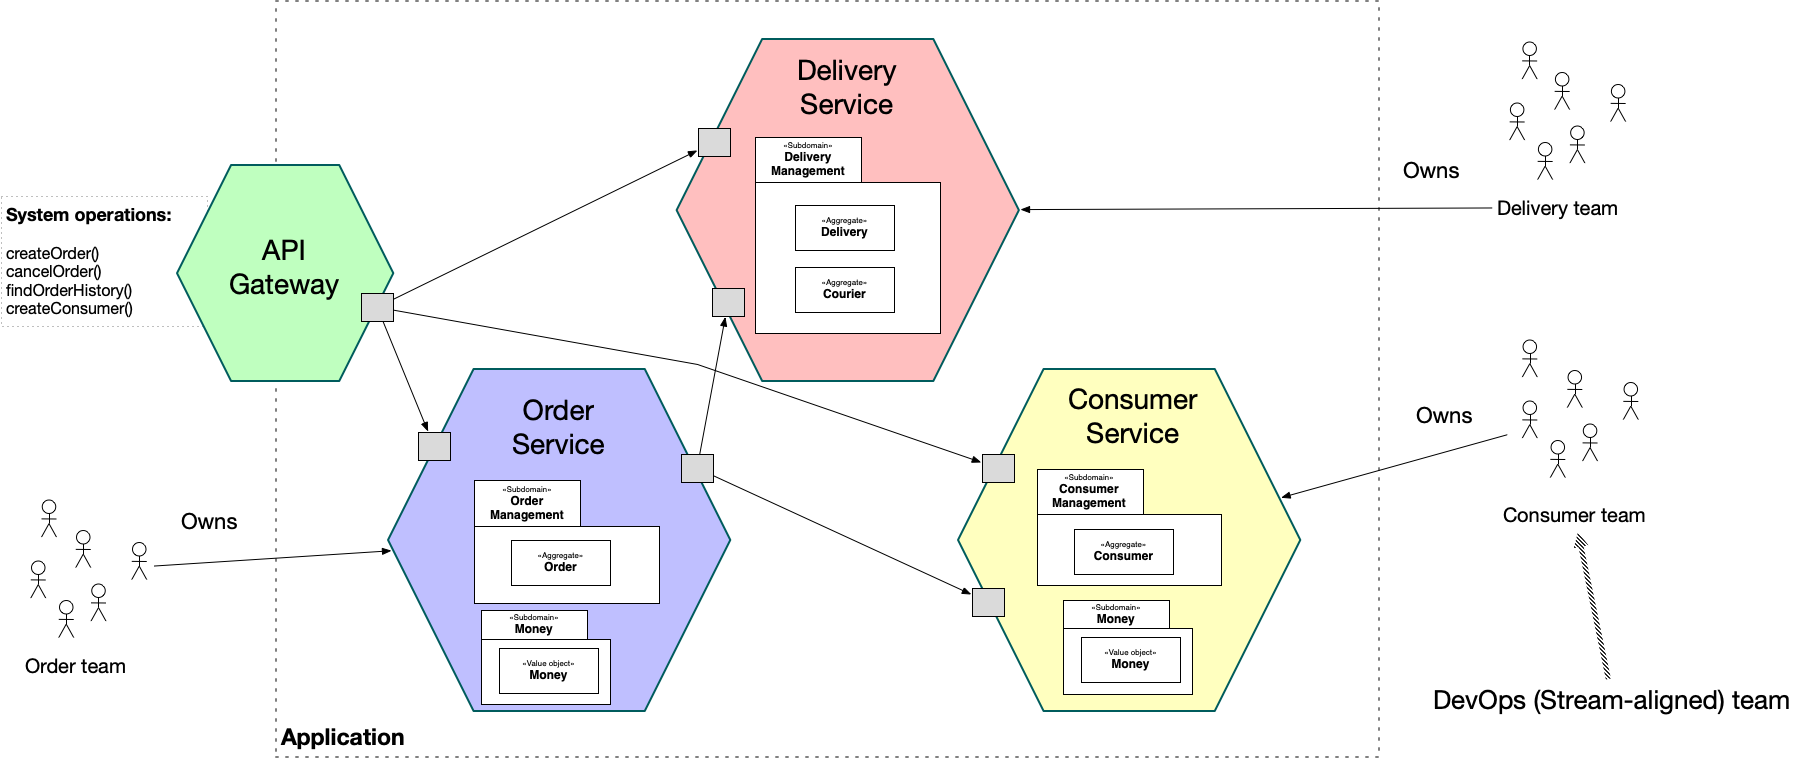 Delivery
Service
«Subdomain»
Delivery
Management
«Aggregate»
Delivery
«Aggregate»
Courier
Owns
Delivery team
System operations:
createOrder()
cancelOrder()
findOrderHistory()
createConsumer()
API
Gateway
Order
Service
«Subdomain»
Order
Management
«Aggregate»
Order
«Subdomain»
Money
«Value object»
Money
Consumer
Service
«Subdomain»
Consumer
Management
«Aggregate»
Consumer
«Subdomain»
Money
«Value object»
Money
Owns
Consumer team
Owns
Order team
DevOps (Stream-aligned) team
Application